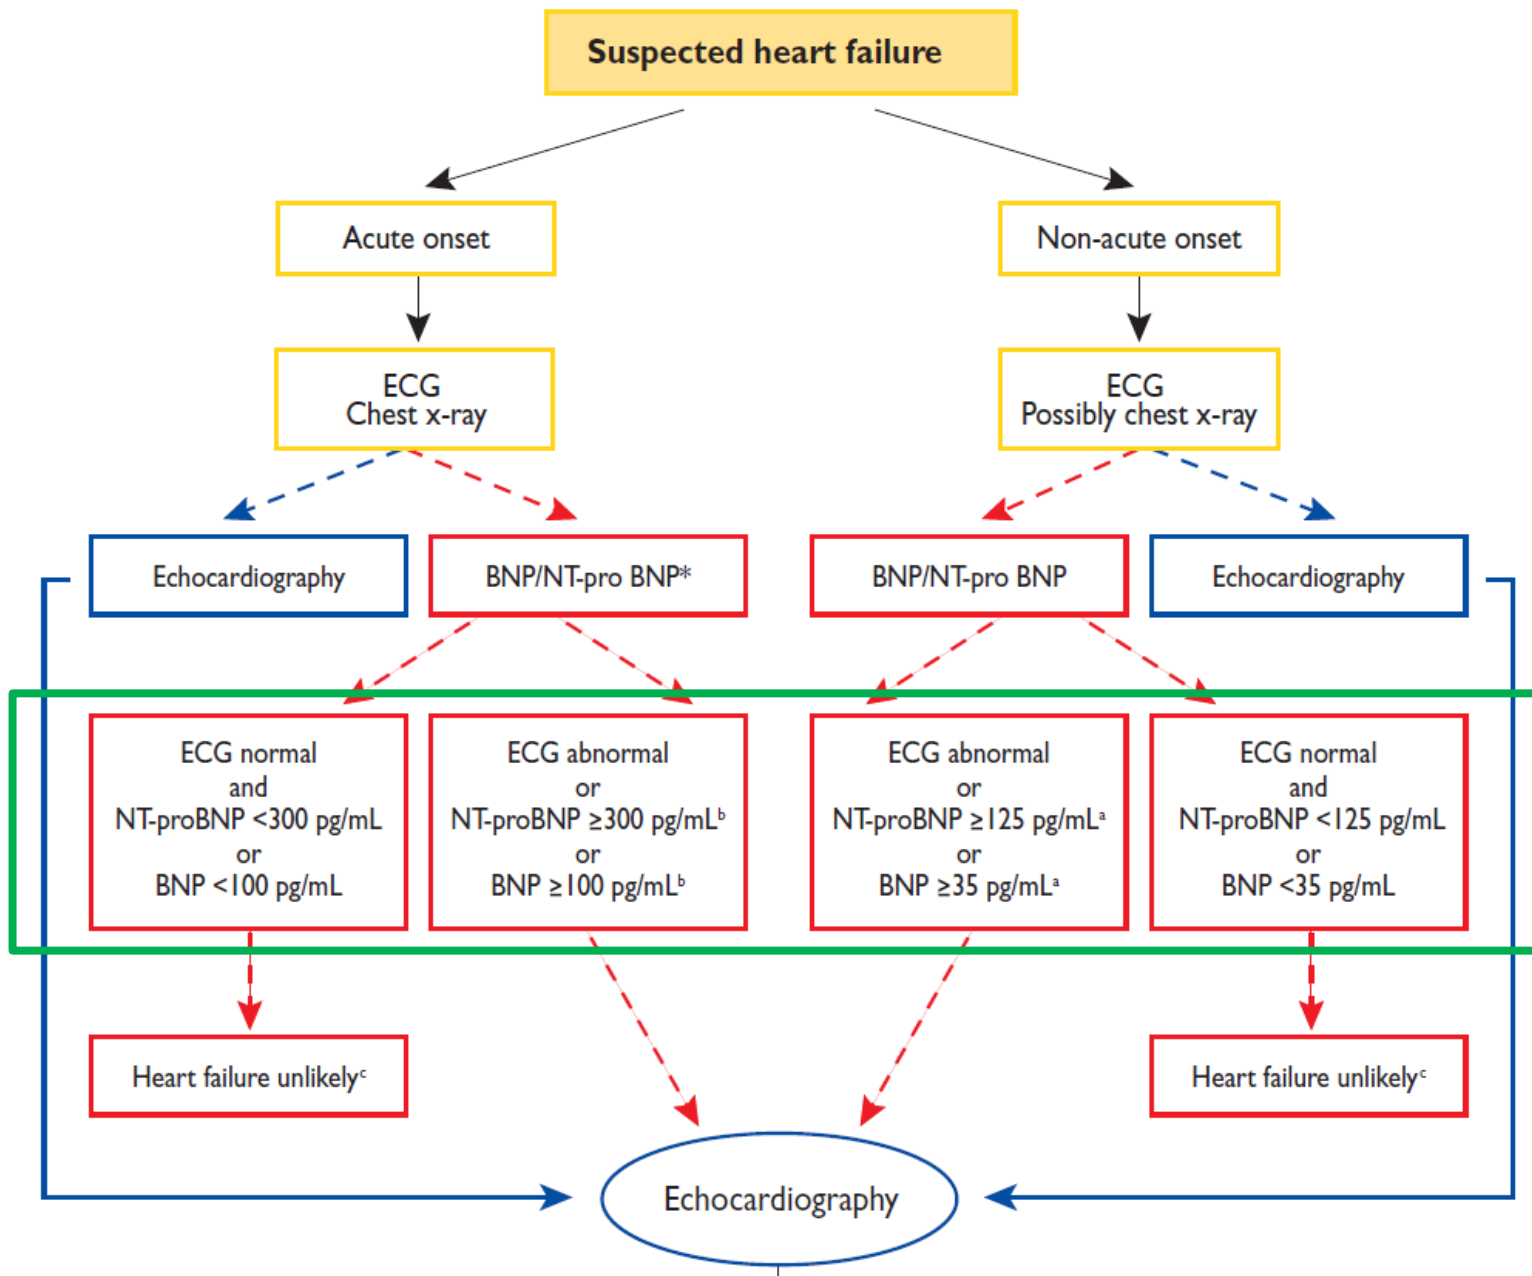 Suspected heart failure
Acute onset
Non-acute onset
ECG
Chest x-ray
ECG
Possibly chest x-ray
Echocardiography
BNP/NT-pro BNP*
BNP/NT-pro BNP
Echocardiography
ECG normal
and
NT-proBNP <300 pg/mL
or
BNP <100 pg/mL
ECG abnormal
or
NT-proBNP ≥300 pg/mLᵇ
or
BNP ≥100 pg/mLᵇ
ECG abnormal
or
NT-proBNP ≥125 pg/mLᵃ
or
BNP ≥35 pg/mLᵃ
ECG normal
and
NT-proBNP <125 pg/mL
or
BNP <35 pg/mL
Heart failure unlikelyᶜ
Heart failure unlikelyᶜ
Echocardiography